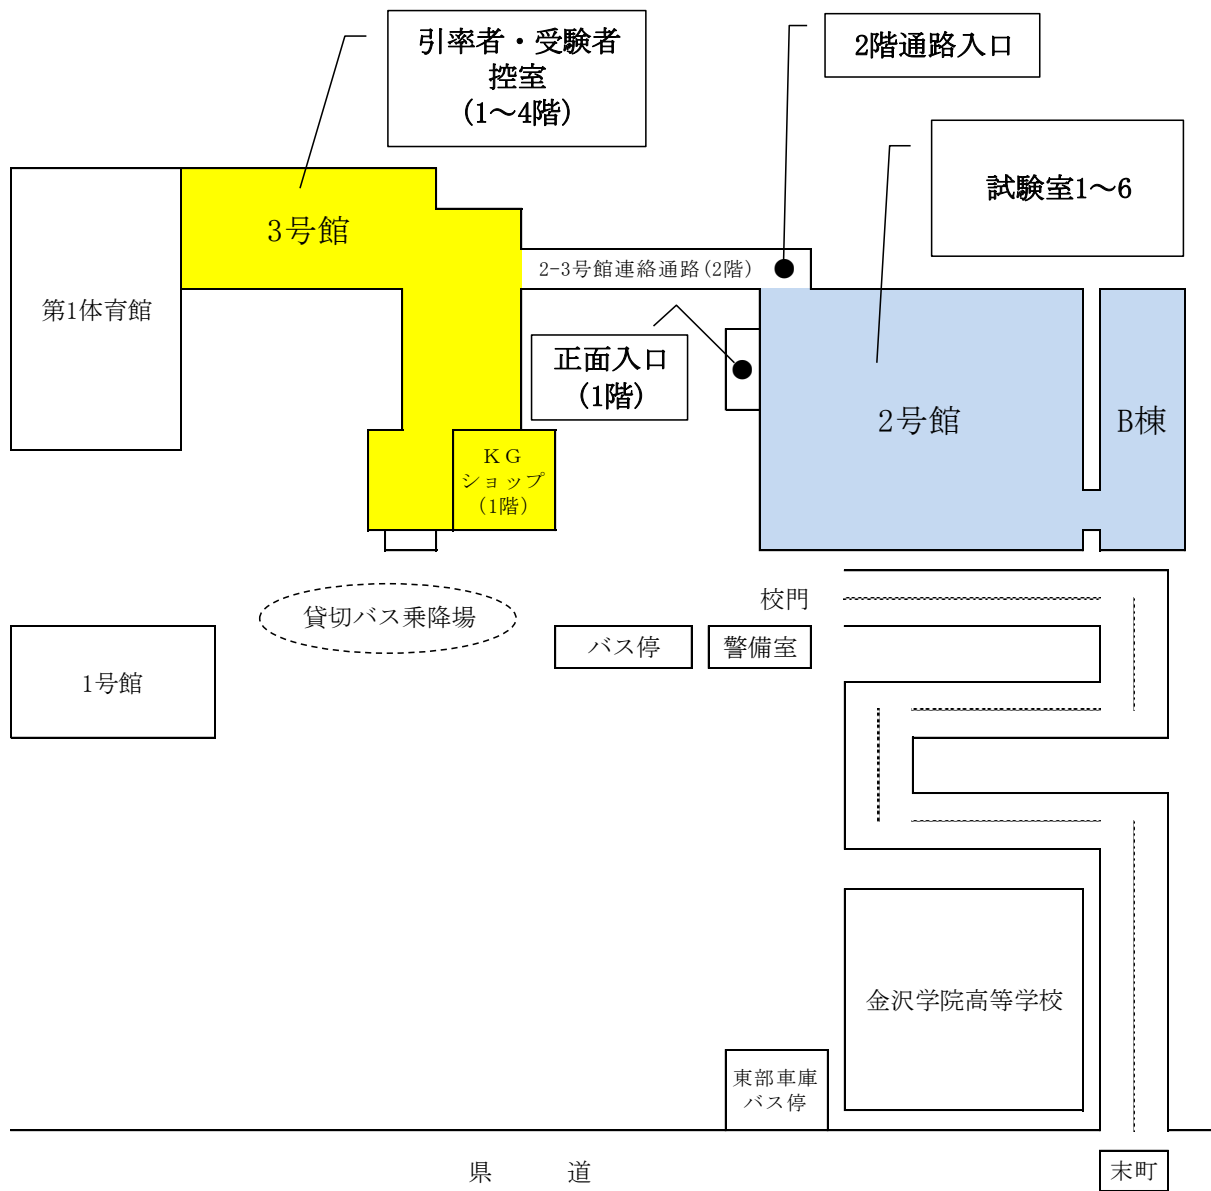 引率者・受験者
控室
(1～4階)
2階通路入口
試験室1～6
3号館
2-3号館連絡通路(2階)
第1体育館
正面入口
(1階)
2号館
B棟
ＫＧ
ショップ
(1階)
貸切バス乗降場
校門
バス停
警備室
1号館
金沢学院高等学校
東部車庫
バス停
県　道
末町